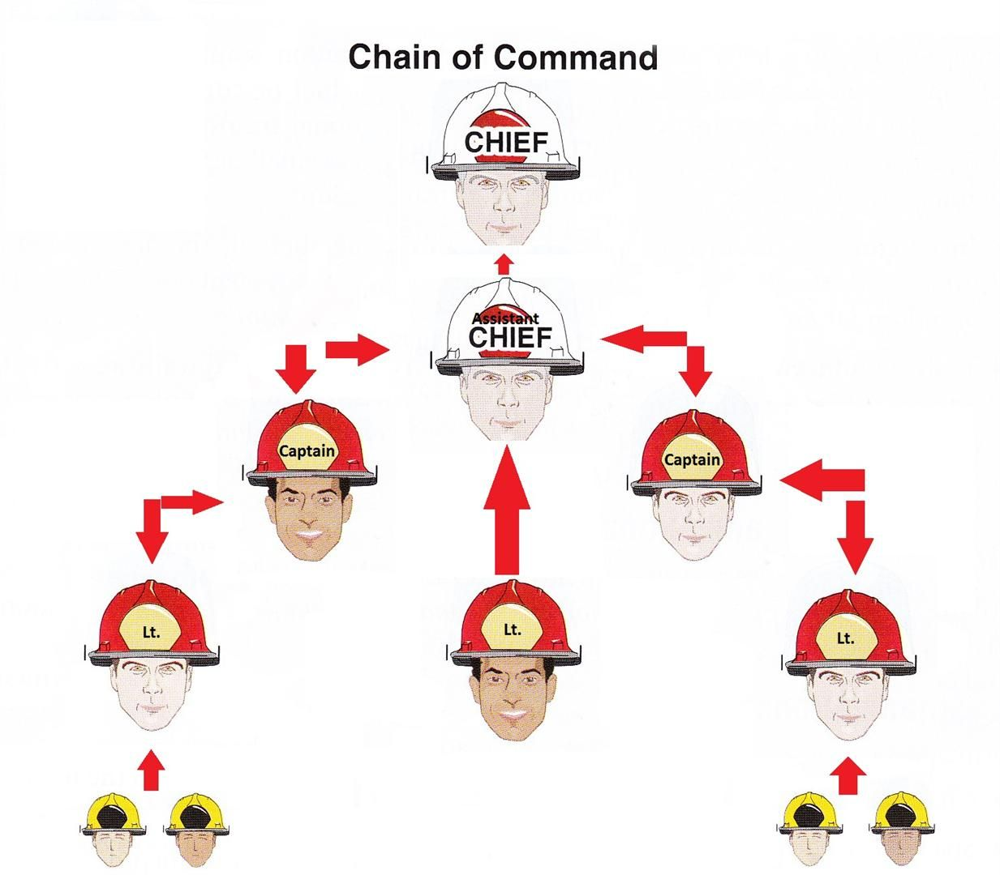 Chain of Command
CHIEF
Assistant
CHIEF
Captain
Captain
Lt.
Lt.
Lt.